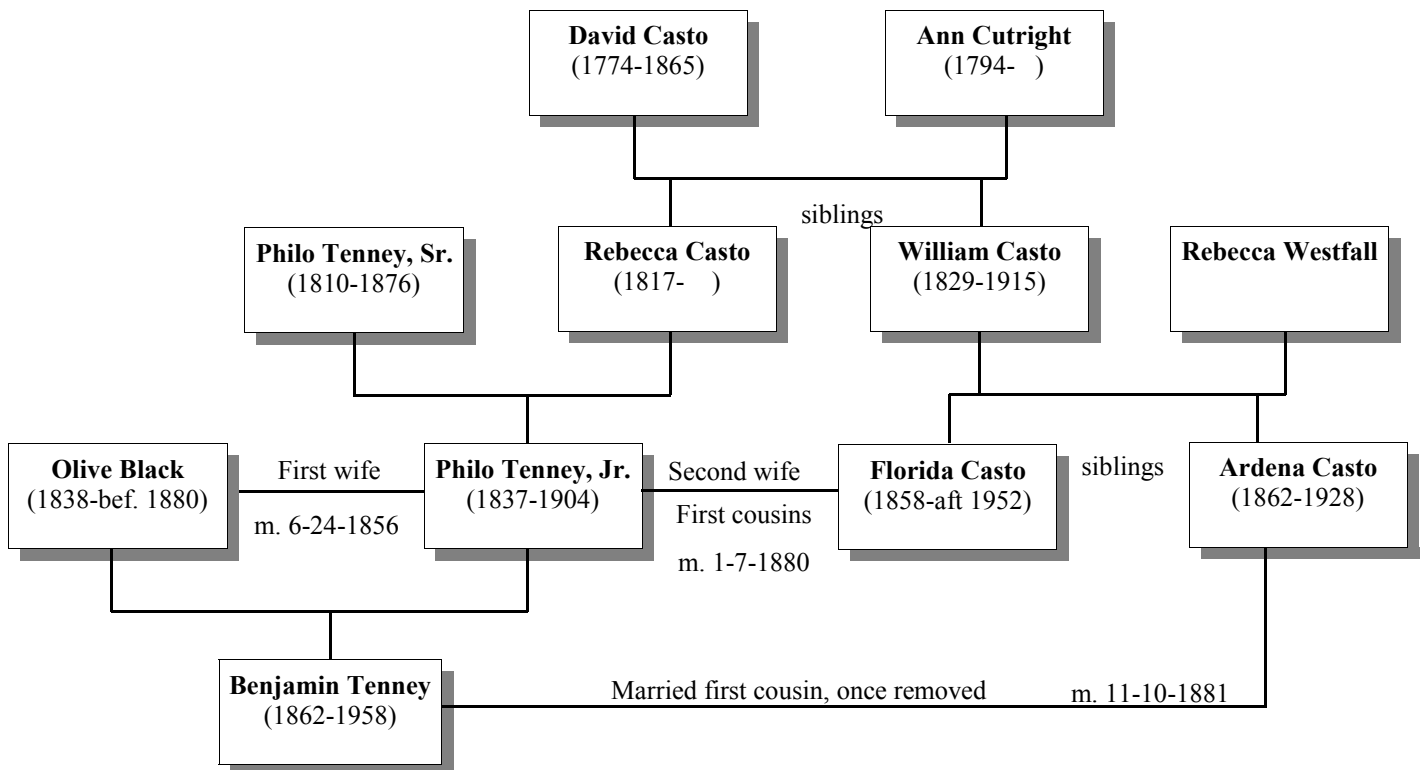 David Casto
(1774-1865)
Ann Cutright
(1794-   )
siblings
Philo Tenney, Sr.
(1810-1876)
Rebecca Casto
(1817-    )
William Casto
(1829-1915)
Rebecca Westfall
Olive Black
(1838-bef. 1880)
First wife
m. 6-24-1856
Philo Tenney, Jr.
(1837-1904)
Second wife
First cousins
m. 1-7-1880
Florida Casto
(1858-aft 1952)
siblings
Ardena Casto
(1862-1928)
Benjamin Tenney
(1862-1958)
Married first cousin, once removed
m. 11-10-1881